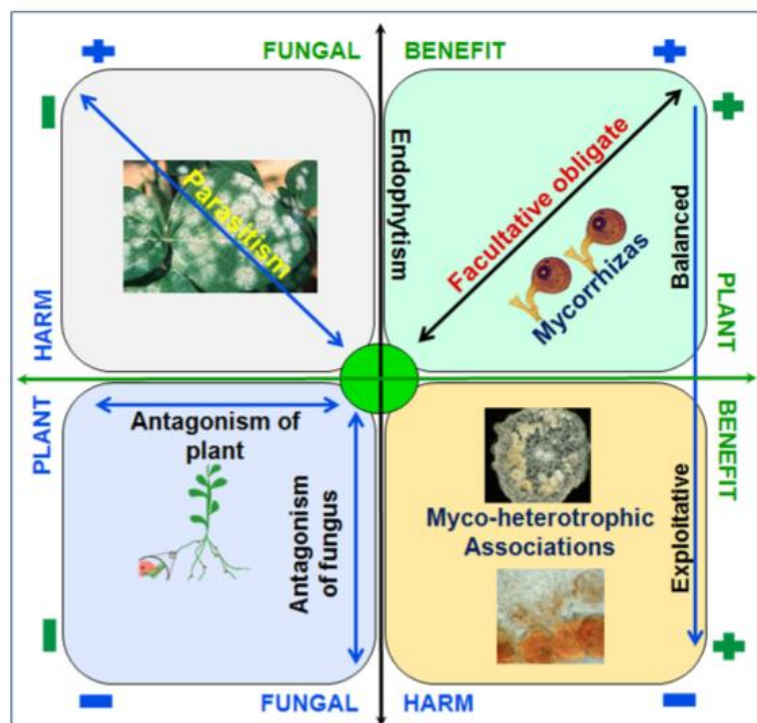 FUNGAL BENEFIT
Parasitism
HARM
Endophytism
Facultative obligate
Mycorrhizas
Balanced
PLANT
PLANT
Antagonism of
plant
Antagonism
of fungus
Myco-heterotrophic
Associations
Exploitative
BENEFIT
FUNGAL HARM